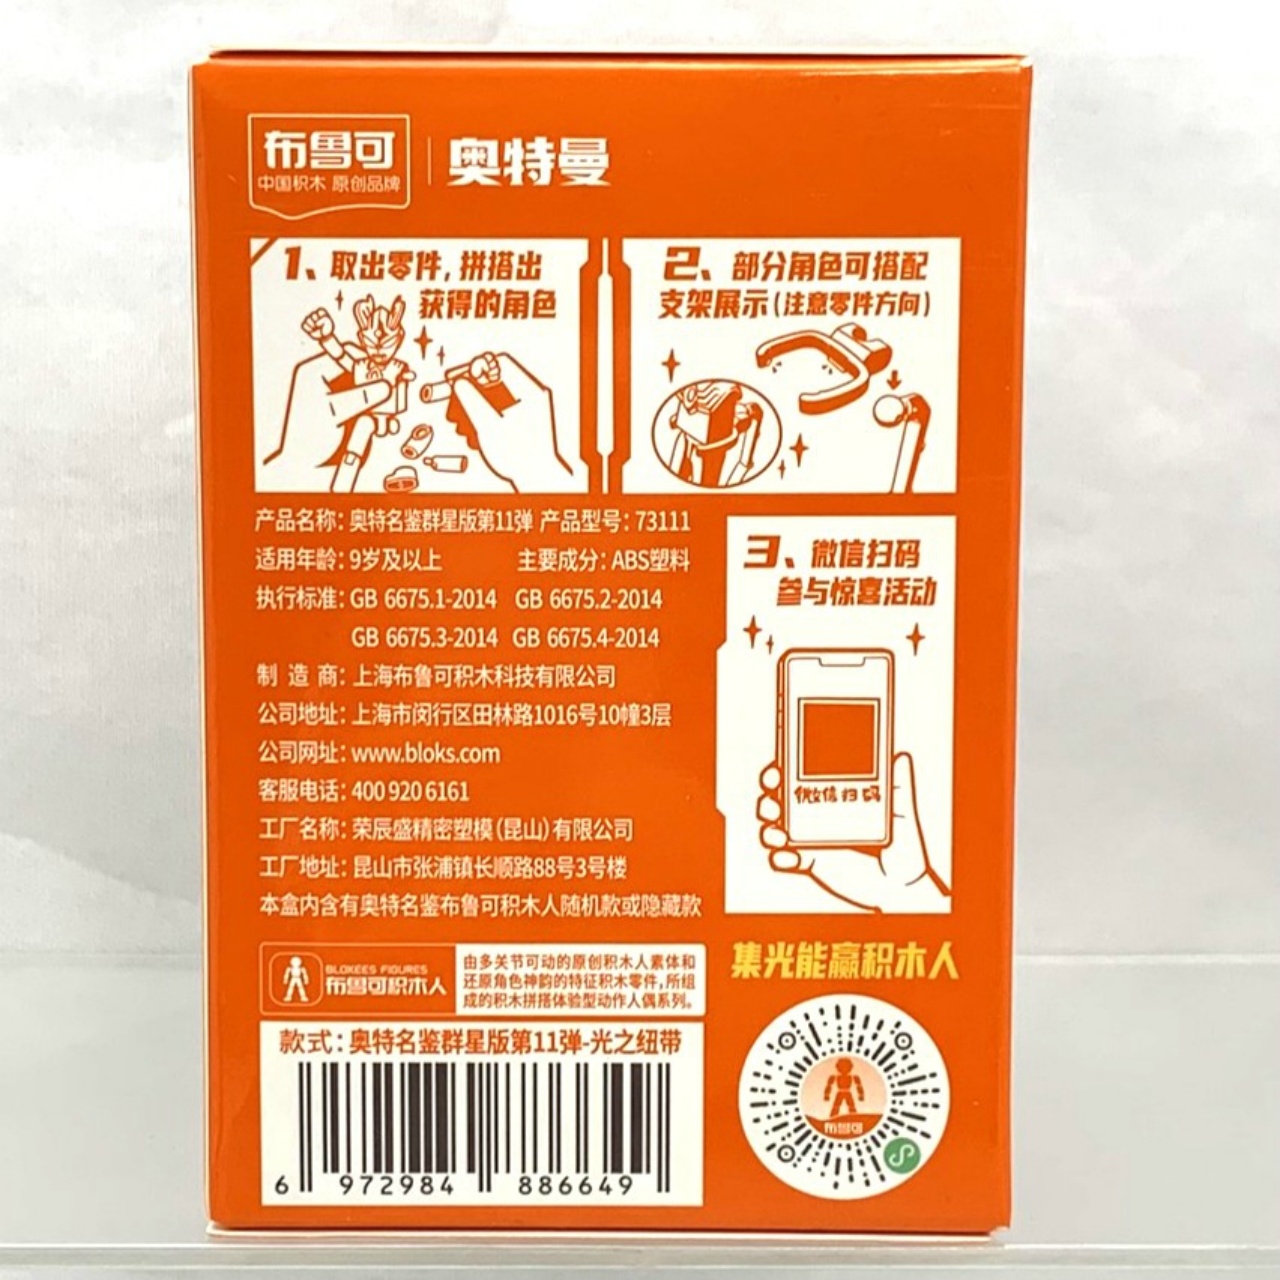 布鲁可
中国积木 原创品牌
奥特曼
1、取出零件,拼搭出
获得的角色
2、部分角色可搭配
支架展示(注意零件方向)
产品名称:奥特名鉴群星版第11弹 产品型号:73111
适用年龄:9岁及以上 主要成分:ABS塑料
执行标准:GB 6675.1-2014 GB 6675.2-2014
GB 6675.3-2014 GB 6675.4-2014
制造商:上海布鲁可积木科技有限公司
公司地址:上海市闵行区田林路1016号10幢3层
公司网址:www.bloks.com
客服电话:400 920 6161
工厂名称:荣辰盛精密塑模(昆山)有限公司
工厂地址:昆山市张浦镇长顺路88号3号楼
本盒内含有奥特名鉴布鲁可积木人随机款或隐藏款
3、微信扫码
参与惊喜活动
微信扫码
BLOKEES FIGURES
布鲁可积木人
由多关节可动的原创积木人素体和
还原角色神韵的特征积木零件,所组
成的积木拼搭体验型动作人偶系列。
款式:奥特名鉴群星版第11弹-光之纽带
6 972984 886649
集光能赢积木人
布鲁可